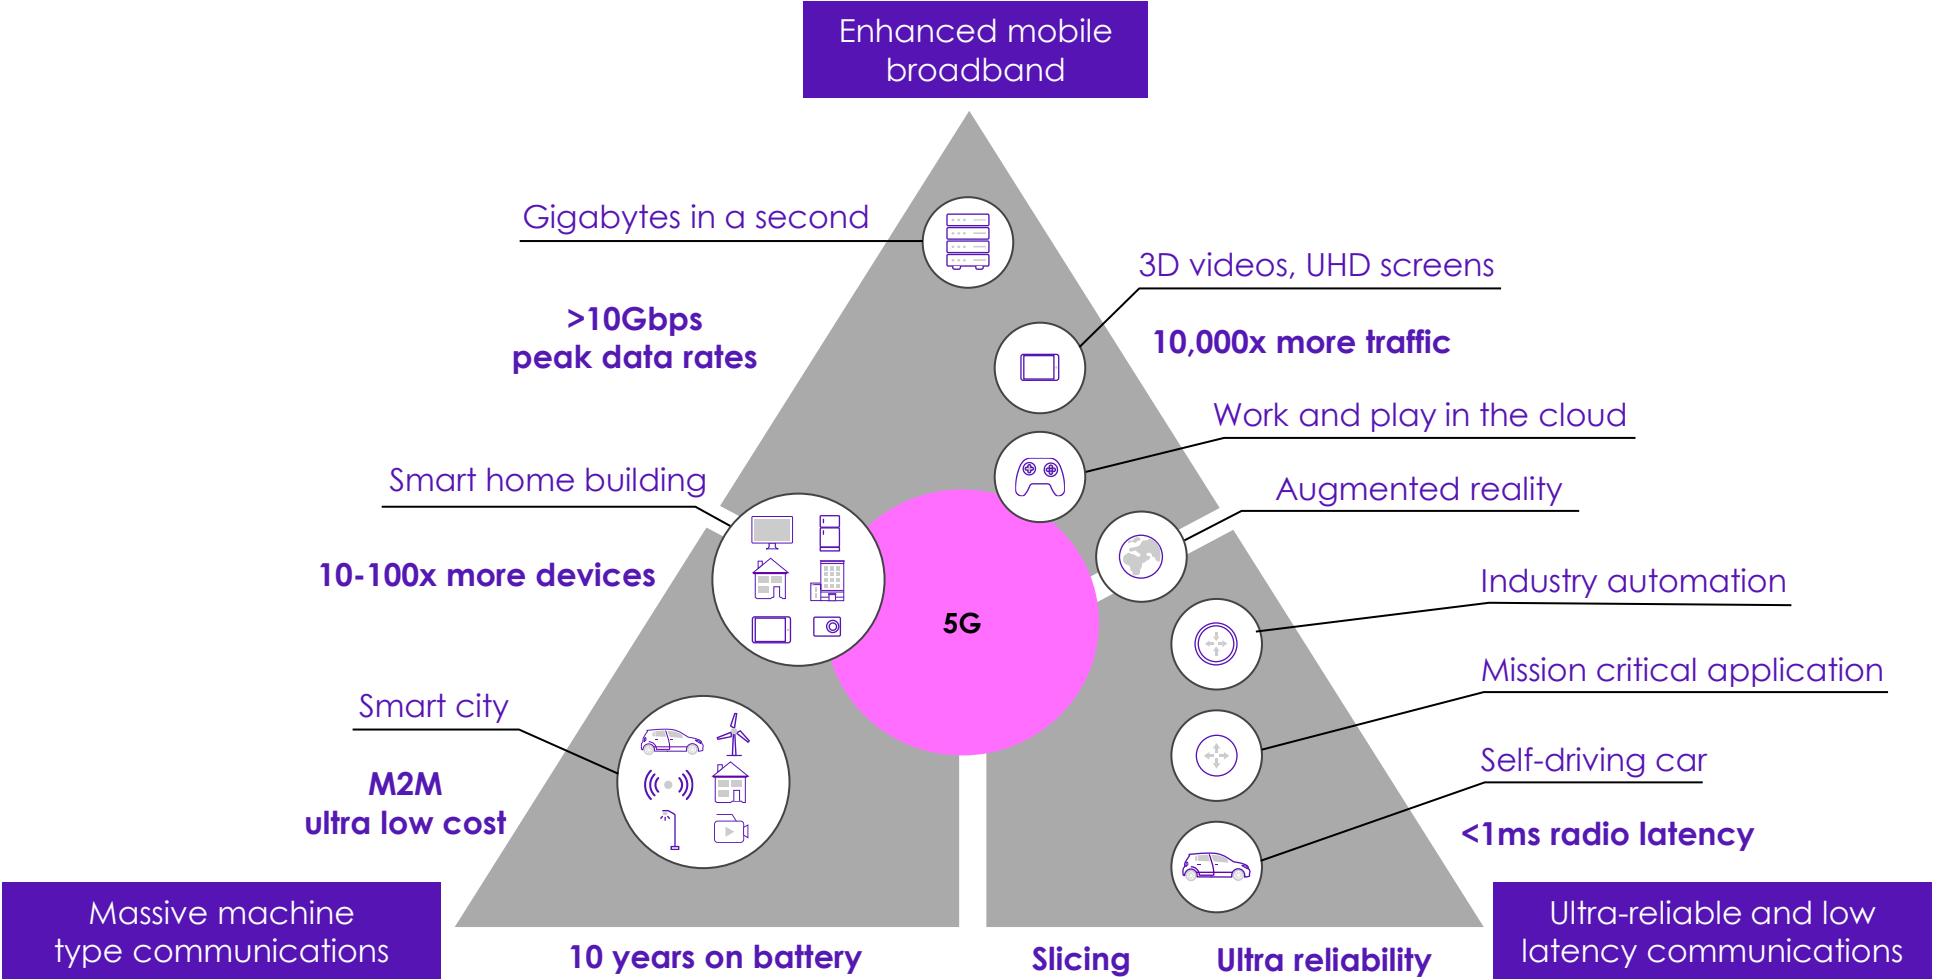 Enhanced mobile
broadband
Gigabytes in a second
3D videos, UHD screens
>10Gbps
peak data rates
10,000x more traffic
Work and play in the cloud
Smart home building
Augmented reality
10-100x more devices
Industry automation
5G
Mission critical application
Smart city
Self-driving car
M2M
ultra low cost
<1ms radio latency
Massive machine
type communications
Ultra-reliable and low
latency communications
10 years on battery
Slicing
Ultra reliability